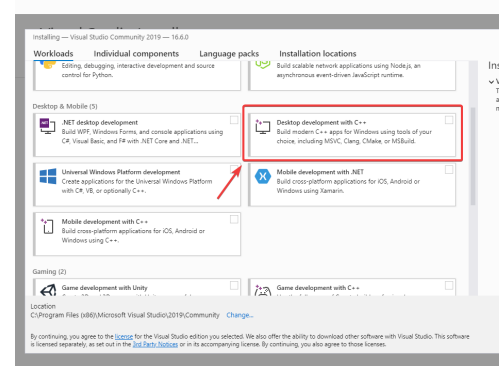 Installing — Visual Studio Community 2019 — 16.6.0
Workloads Individual components Language packs Installation locations
Editing, debugging, interactive development and source
control for Python.
Build scalable network applications using Node.js, an
asynchronous event-driven JavaScript runtime.
Desktop & Mobile (5)
.NET desktop development
Build WPF, Windows Forms, and console applications using
C#, Visual Basic, and F# with .NET Core and .NET...
Desktop development with C++
Build modern C++ apps for Windows using tools of your
choice, including MSVC, Clang, CMake, or MSBuild.
Universal Windows Platform development
Create applications for the Universal Windows Platform
with C#, VB, or optionally C++.
Mobile development with .NET
Build cross-platform applications for iOS, Android or
Windows using Xamarin.
Mobile development with C++
Build cross-platform applications for iOS, Android or
Windows using C++.
Gaming (2)
Game development with Unity
Game development with C++
Location
C:\Program Files (x86)\Microsoft Visual Studio\2019\Community Change...
By continuing, you agree to the license for the Visual Studio edition you selected. We also offer the ability to download other software with Visual Studio. This software
is licensed separately, as set out in the 3rd Party Notices or in its accompanying license. By continuing, you also agree to those licenses.